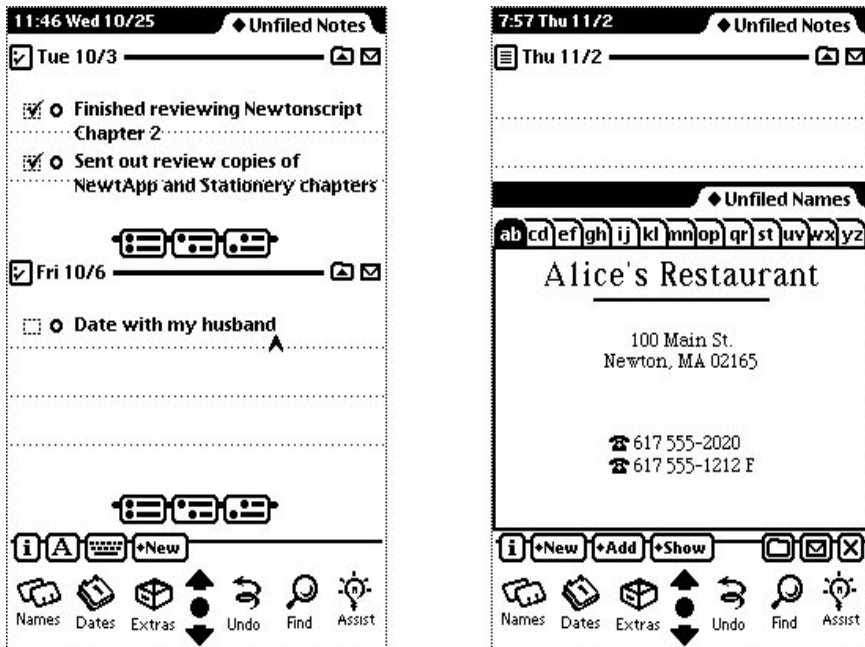 11:46 Wed 10/25
◆Unfiled Notes
Tue 10/3
Finished reviewing Newtonscript
Chapter 2
Sent out review copies of
NewtApp and Stationery chapters
Fri 10/6
Date with my husband
i A ◆New
Names Dates Extras Undo Find Assist
7:57 Thu 11/2
◆Unfiled Notes
Thu 11/2
◆Unfiled Names
ab cd ef gh ij kl mn op qr st uv wx yz
Alice's Restaurant
100 Main St.
Newton, MA 02165
☎ 617 555-2020
☎ 617 555-1212 F
i ◆New ◆Add ◆Show X
Names Dates Extras Undo Find Assist